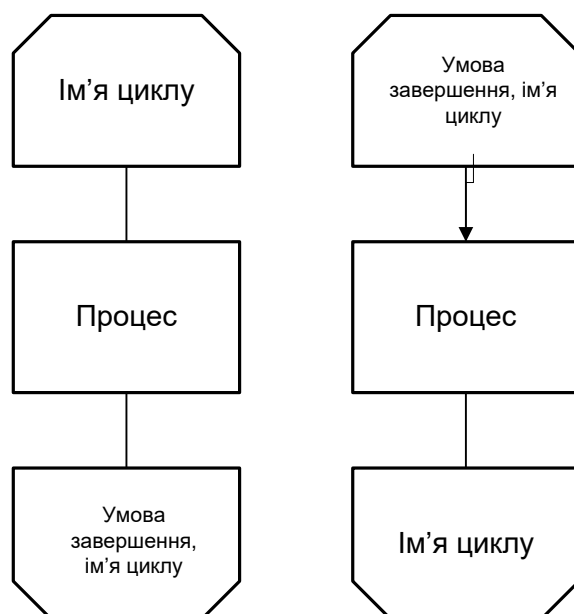 Ім’я циклу
Умова
завершення, ім’я
циклу
Процес
Процес
Умова
завершення,
ім’я циклу
Ім’я циклу